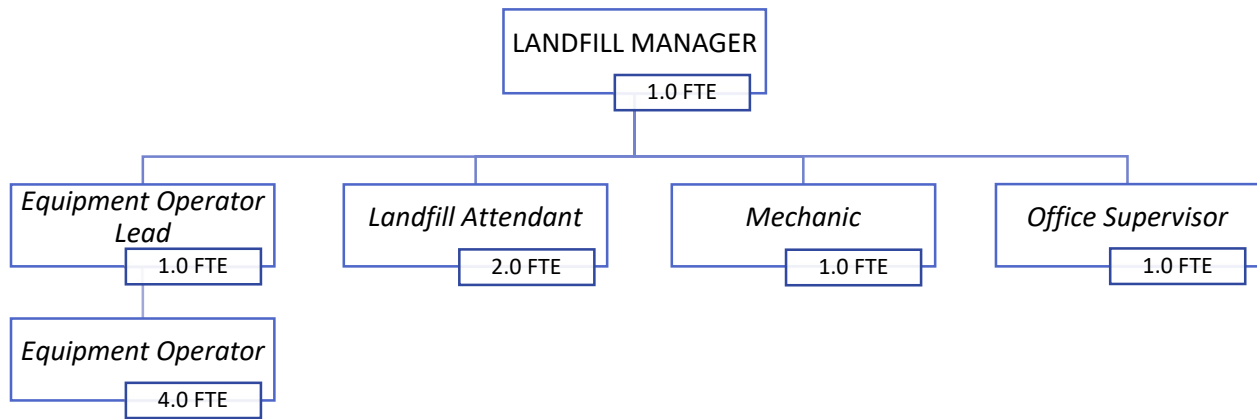 LANDFILL MANAGER
1.0 FTE
Equipment Operator
Lead
1.0 FTE
Landfill Attendant
2.0 FTE
Mechanic
1.0 FTE
Office Supervisor
1.0 FTE
Equipment Operator
4.0 FTE